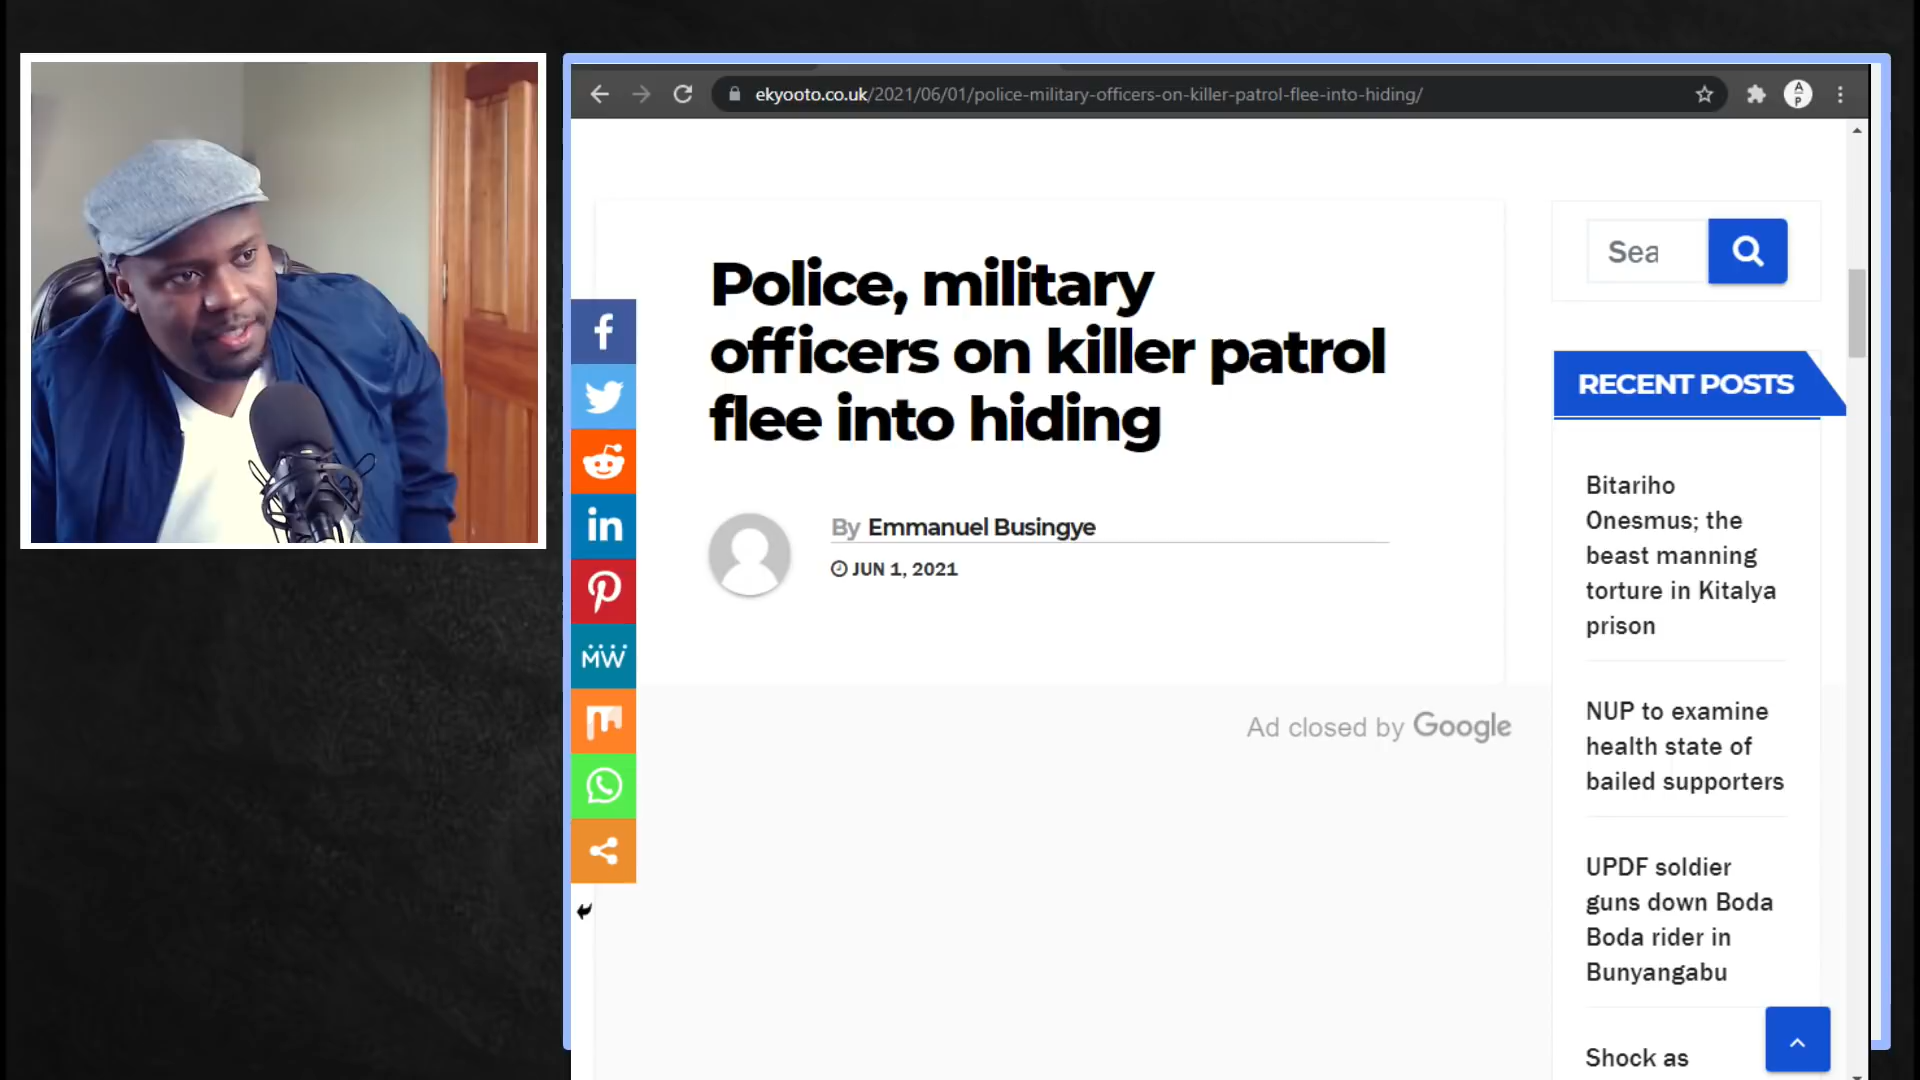 ekyooto.co.uk/2021/06/01/police-military-officers-on-killer-patrol-flee-into-hiding/
A
P
Police, military
officers on killer patrol
flee into hiding
By Emmanuel Busingye
JUN 1, 2021
f
in
MW
m
Ad closed by Google
Sea
RECENT POSTS
Bitariho
Onesmus; the
beast manning
torture in Kitalya
prison
NUP to examine
health state of
bailed supporters
UPDF soldier
guns down Boda
Boda rider in
Bunyangabu
Shock as